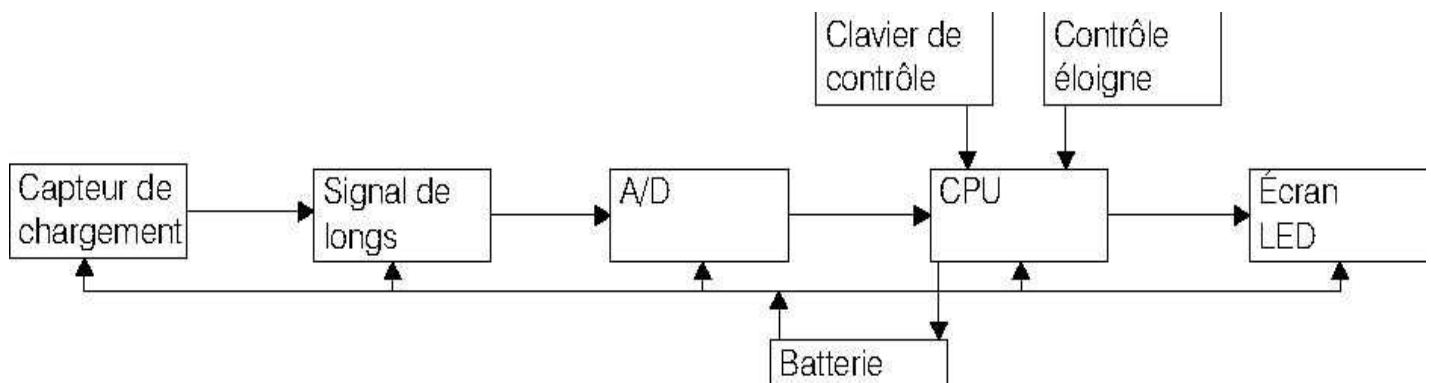 Clavier de
contrôle
Contrôle
éloigne
Capteur de
chargement
Signal de
longs
A/D
CPU
Écran
LED
Batterie